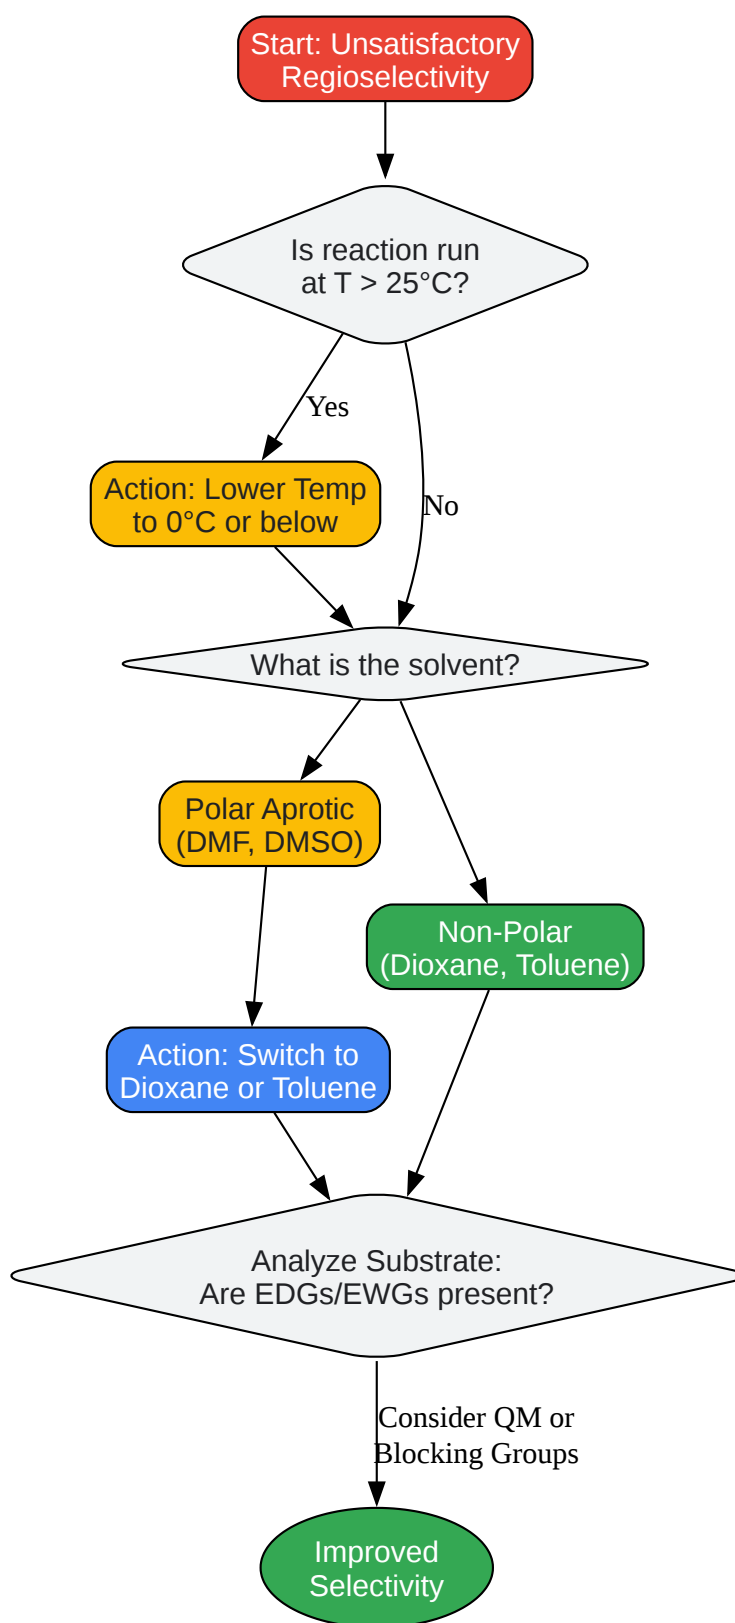 Start: Unsatisfactory
Regioselectivity
Is reaction run
at T > 25°C?
Yes
Action: Lower Temp
to 0°C or below
No
What is the solvent?
Polar Aprotic
(DMF, DMSO)
Non-Polar
(Dioxane, Toluene)
Action: Switch to
Dioxane or Toluene
Analyze Substrate:
Are EDGs/EWGs present?
Consider QM or
Blocking Groups
Improved
Selectivity